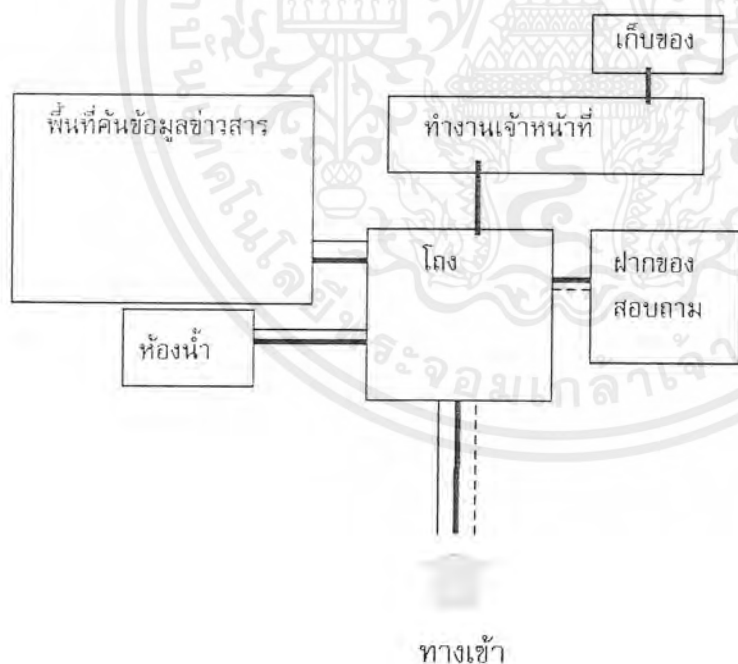 เก็บของ
พื้นที่ค้นข้อมูลข่าวสาร
ทำงานเจ้าหน้าที่
โถง
ฝากของ
สอบถาม
ห้องน้ำ
ทางเข้า